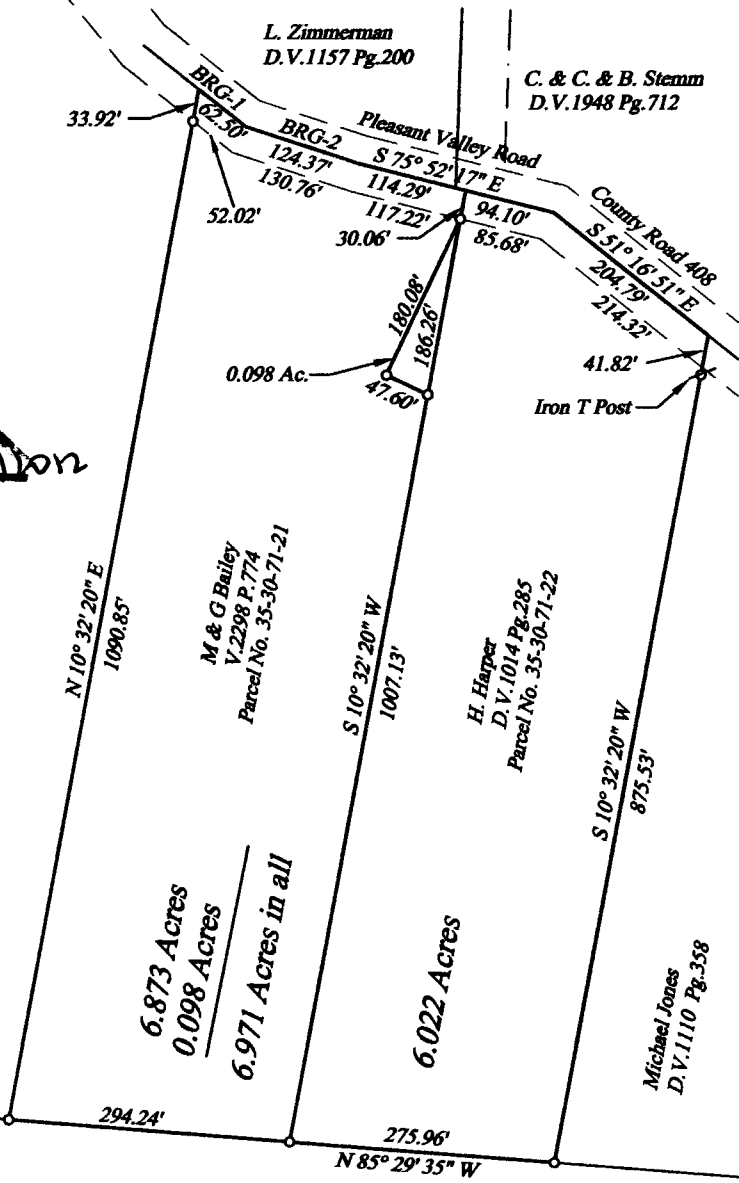 L. Zimmerman
D.V.1157 Pg.200
C. & C. & B. Stemm
D.V.1948 Pg.712
BRG-1
33.92'
62.50'
BRG-2
Pleasant Valley Road
124.37'
S 75° 52' 17" E
130.76'
114.29'
52.02'
117.22'
94.10'
County Road 408
30.06'
85.68'
S 51° 16' 51" E
204.79'
214.32'
180.08'
186.26'
0.098 Ac.
47.60'
41.82'
Iron T Post
N 10° 32' 20" E
1090.85'
M & G Bailey
V.2298 P.774
Parcel No. 35-30-71-21
S 10° 32' 20" W
1007.13'
H. Harper
D.V.1014 Pg.285
Parcel No. 35-30-71-22
S 10° 32' 20" W
875.53'
6.873 Acres
0.098 Acres
6.971 Acres in all
6.022 Acres
Michael Jones
D.V.1110 Pg.358
294.24'
275.96'
N 85° 29' 35" W